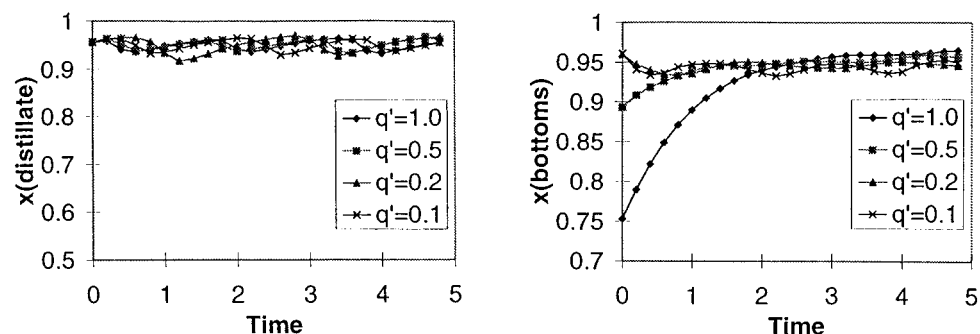 x(distillate)
1
0.9
0.8
0.7
0.6
0.5
0 1 2 3 4 5
Time
q'=1.0
q'=0.5
q'=0.2
q'=0.1
x(bottoms)
1
0.95
0.9
0.85
0.8
0.75
0.7
0 1 2 3 4 5
Time
q'=1.0
q'=0.5
q'=0.2
q'=0.1